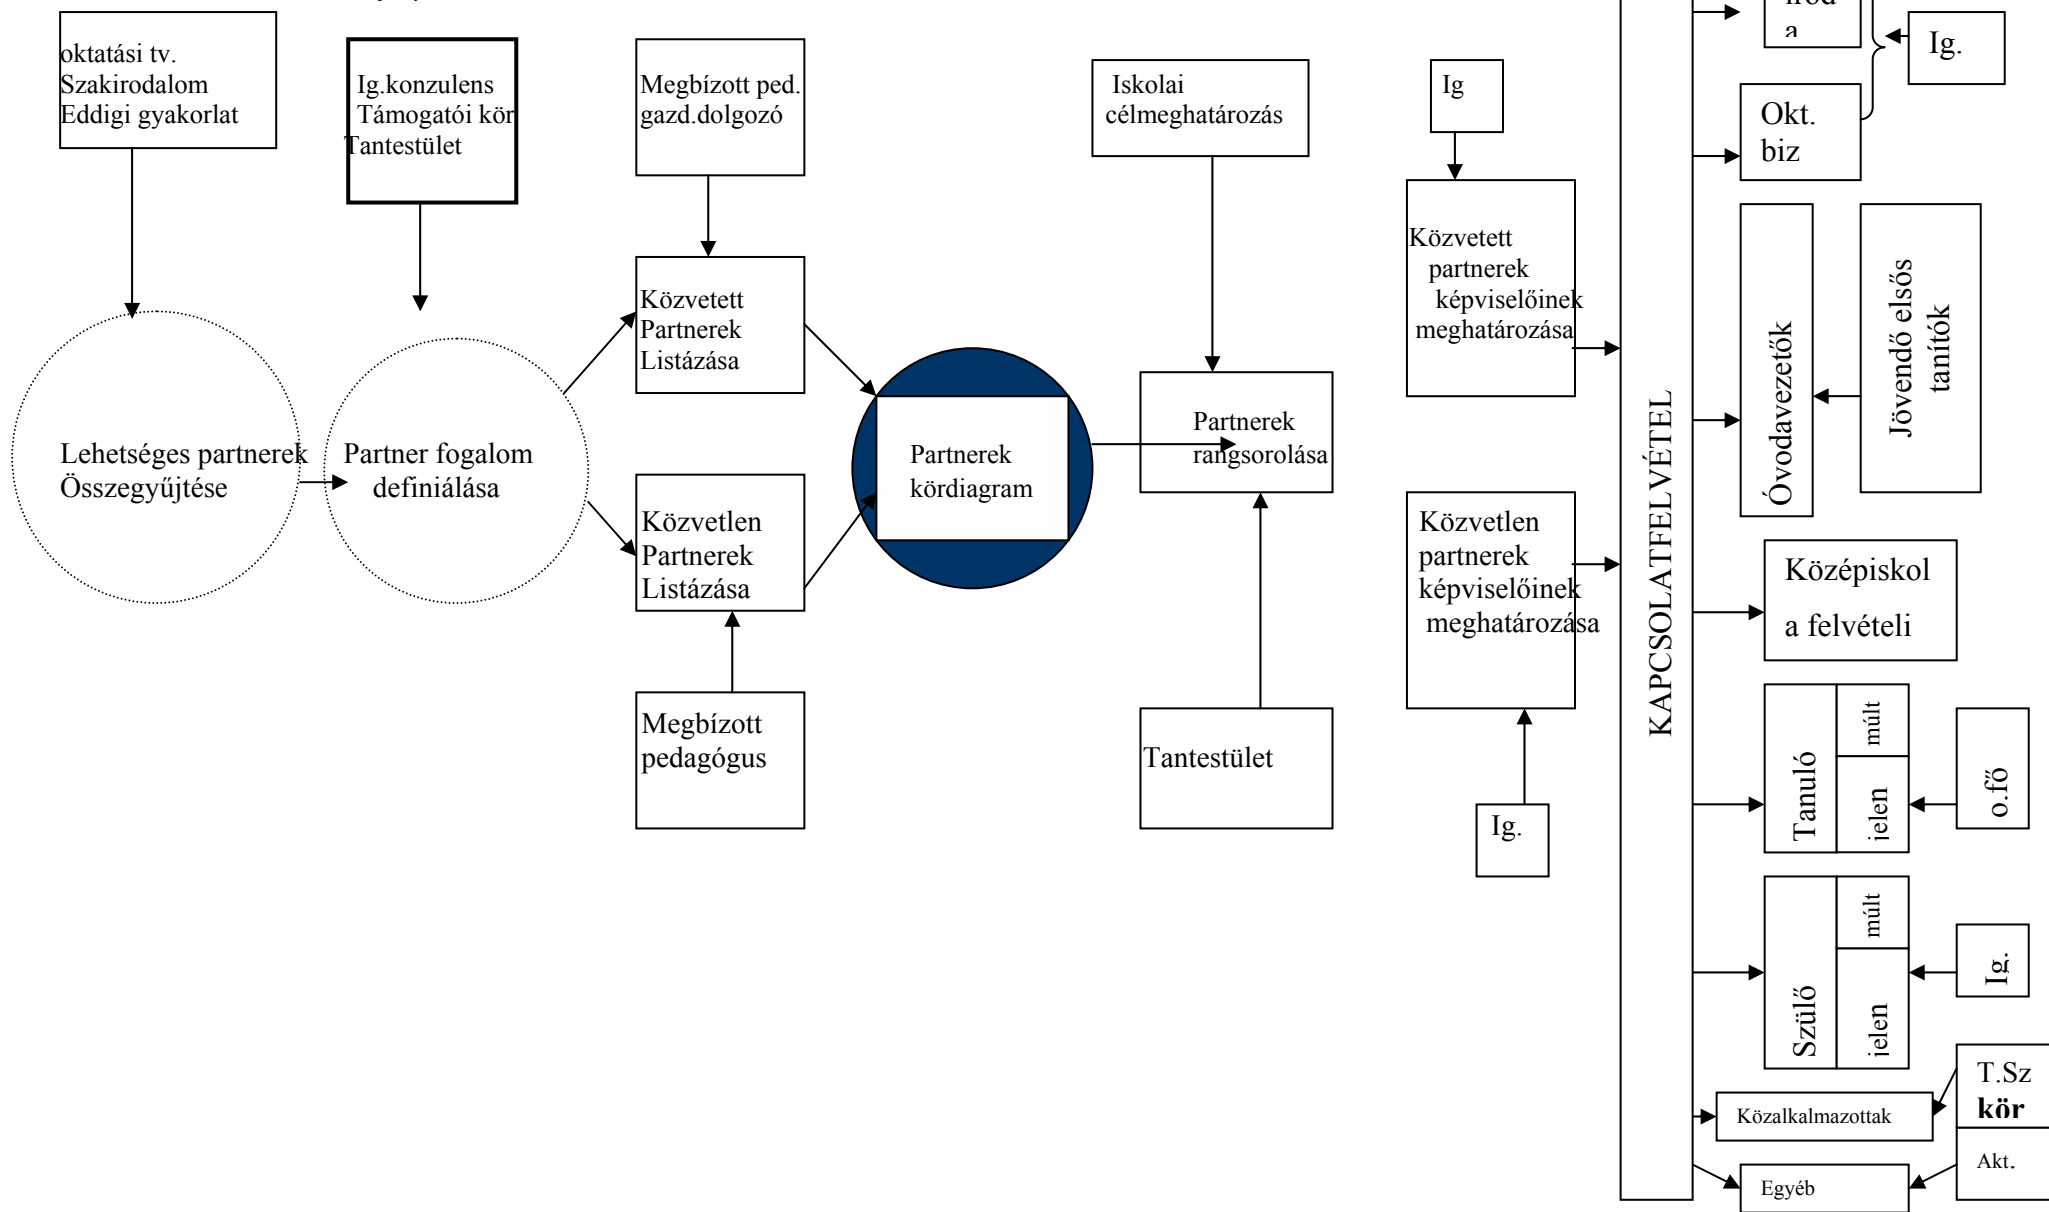 oktatási tv.
Szakirodalom
Eddigi gyakorlat
Ig.konzulens
Támogatói kör
Tantestület
Megbízott ped.
gazd.dolgozó
Iskolai
célmeghatározás
Ig
a
Ig.
Okt.
biz
Közvetett
Partnerek
Listázása
Közvetett
partnerek
képviselőinek
meghatározása
Lehetséges partnerek
Összegyűjtése
Partner fogalom
definiálása
Közvetlen
Partnerek
Listázása
Partnerek
kördiagram
Partnerek
rangsorolása
Közvetlen
partnerek
képviselőinek
meghatározása
Megbízott
pedagógus
Tantestület
Ig.
KAPCSOLATFELVÉTEL
Óvodavezetők
Jövendő elsős
tanítók
Középiskol
a felvételi
Tanuló
múlt
jelen
o.fő
Szülő
múlt
jelen
Ig.
T.Sz
kör
Közalkalmazottak
Akt.
Egyéb